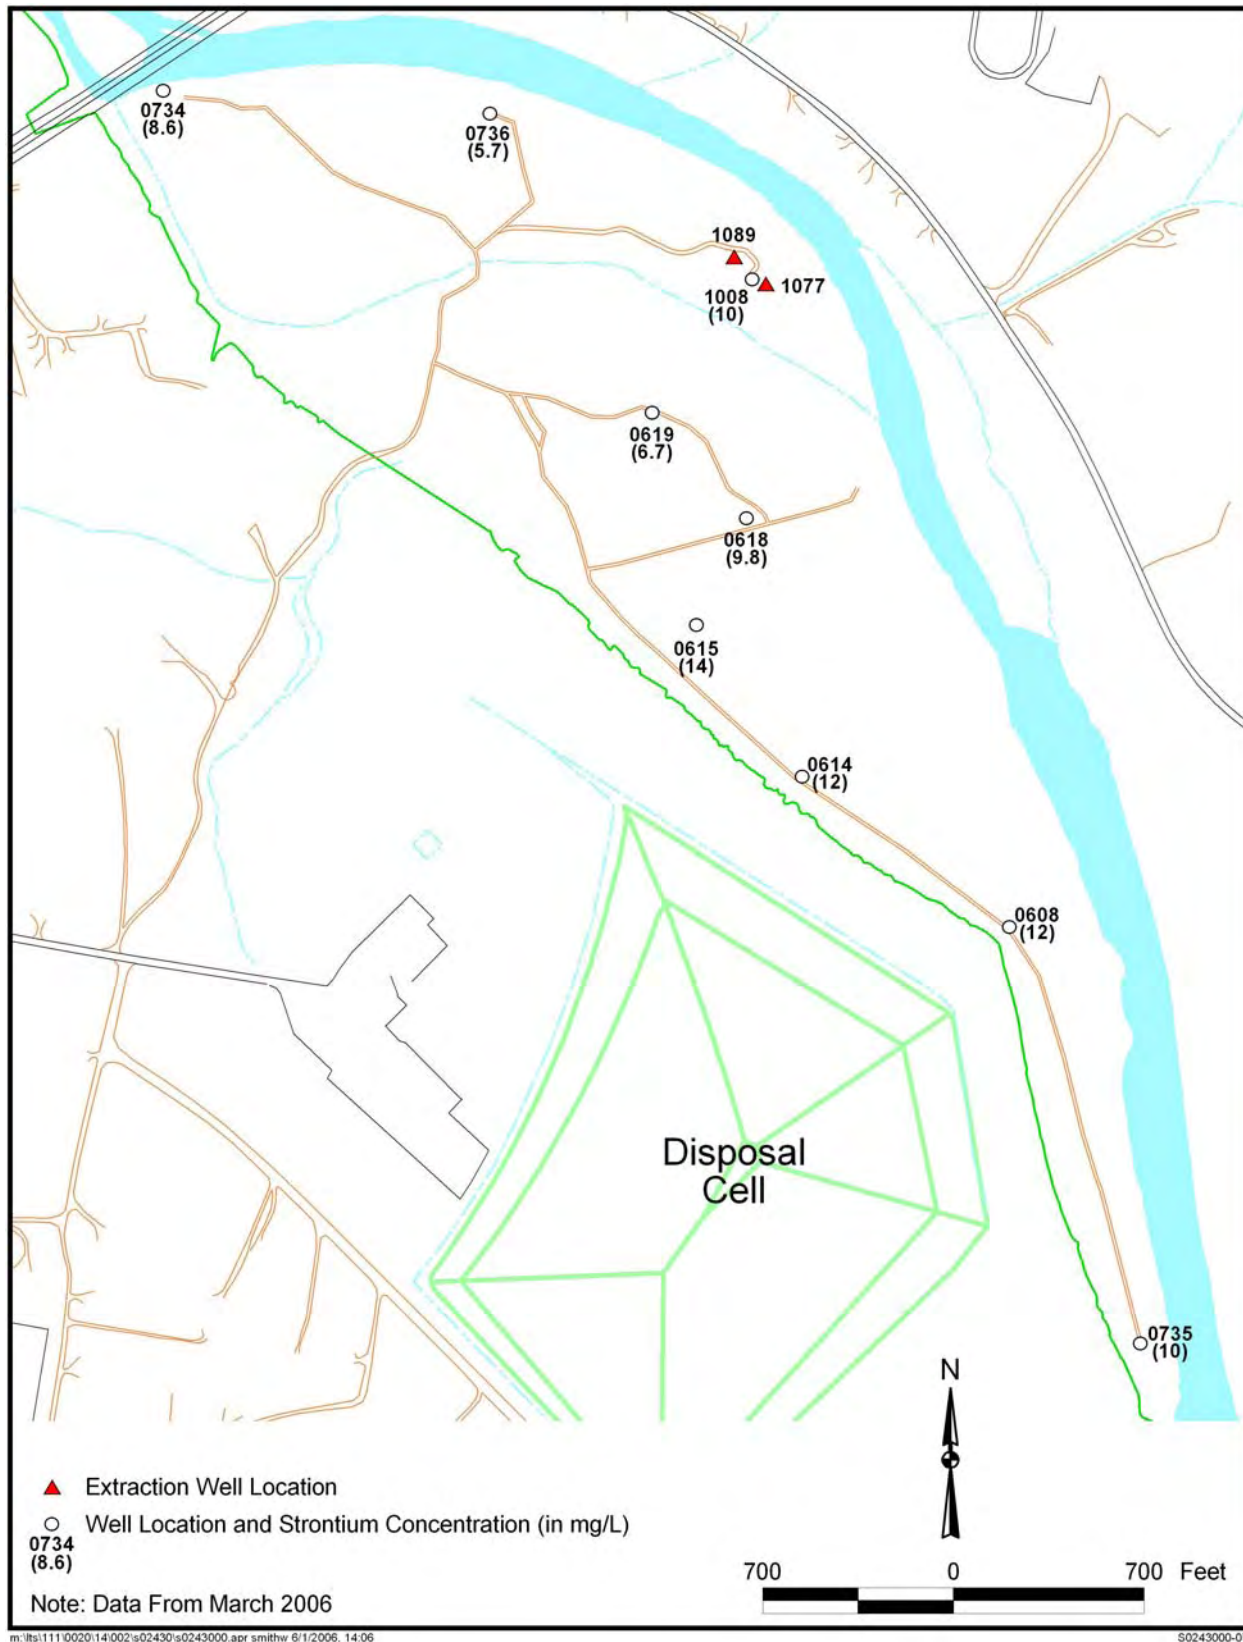 0734
(8.6)
0736
(5.7)
1089
1008
(10)
1077
0619
(6.7)
0618
(9.8)
0615
(14)
0614
(12)
0608
(12)
Disposal
Cell
0735
(10)
N
Extraction Well Location
Well Location and Strontium Concentration (in mg/L)
0734
(8.6)
700 0 700 Feet
Note: Data From March 2006
m:\lts\111\0020\14\002\s02430\s0243000.apr smithw 6/1/2006, 14:06